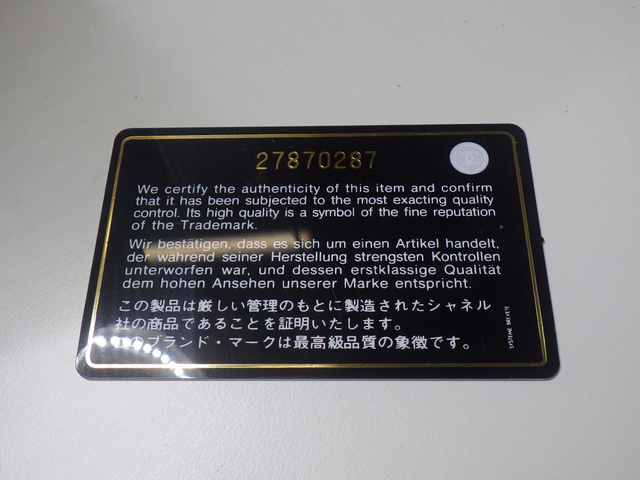 27870287
We certify the authenticity of this item and confirm
that it has been subjected to the most exacting quality
control. Its high quality is a symbol of the fine reputation
of the Trademark.
Wir bestätigen, dass es sich um einen Artikel handelt,
der während seiner Herstellung strengsten Kontrollen
unterworfen war, und dessen erstklassige Qualität
dem hohen Ansehen unserer Marke entspricht.
この製品は厳しい管理のもとに製造されたシャネル
社の商品であることを証明いたします。
このブランド・マークは最高級品質の象徴です。
SYSTEME BREVETE